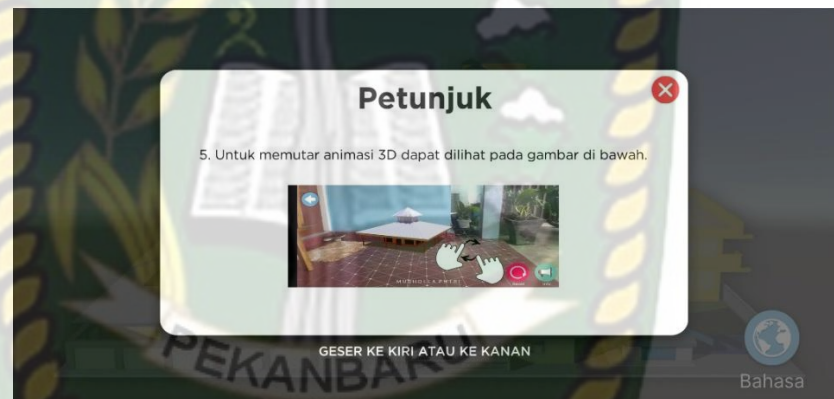 Petunjuk
5. Untuk memutar animasi 3D dapat dilihat pada gambar di bawah.
GESER KE KIRI ATAU KE KANAN
PEKANBARU
Bahasa